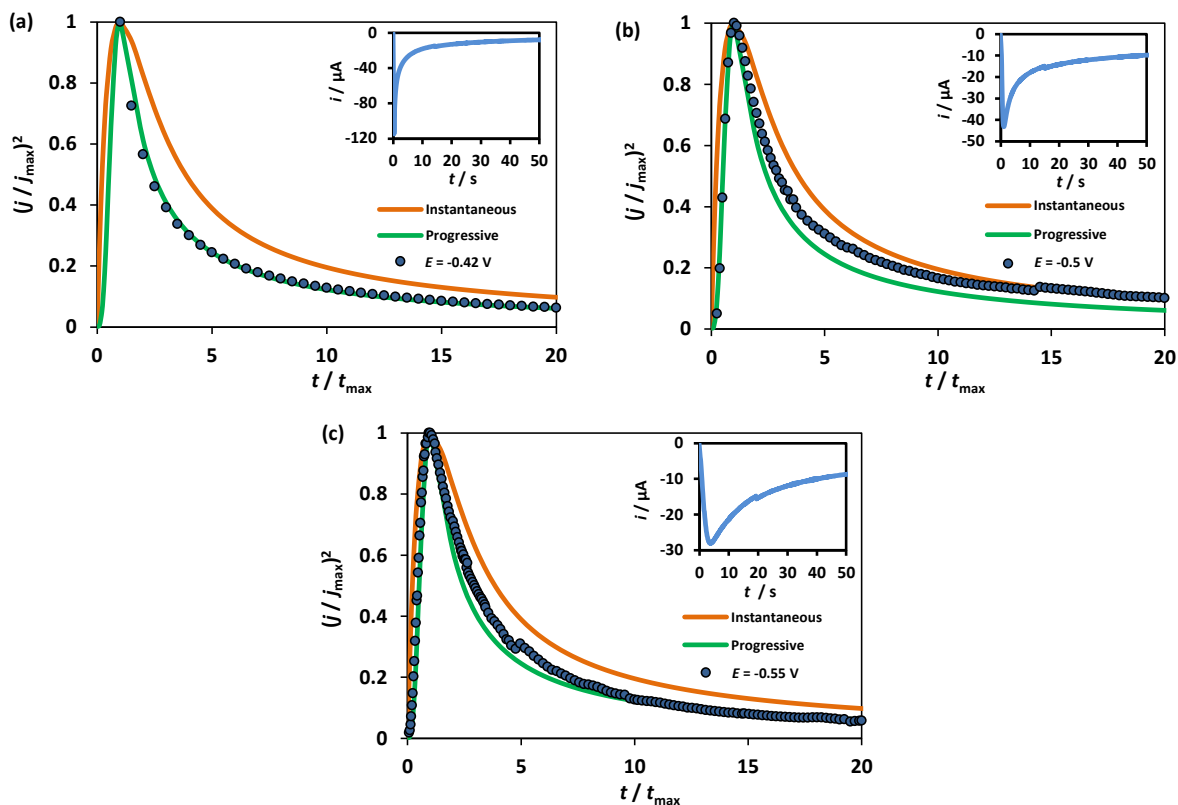 (a)
(j / jmax)²
1
0.8
0.6
0.4
0.2
0
0 5 10 15 20
t / tmax
i / µA
0
-40
-80
-120
0 10 20 30 40 50
t / s
Instantaneous
Progressive
E = -0.42 V
(b)
(j / jmax)²
1
0.8
0.6
0.4
0.2
0
0 5 10 15 20
t / tmax
i / µA
0
-10
-20
-30
-40
-50
0 10 20 30 40 50
t / s
Instantaneous
Progressive
E = -0.5 V
(c)
(j / jmax)²
1
0.8
0.6
0.4
0.2
0
0 5 10 15 20
t / tmax
i / µA
0
-10
-20
-30
0 10 20 30 40 50
t / s
Instantaneous
Progressive
E = -0.55 V